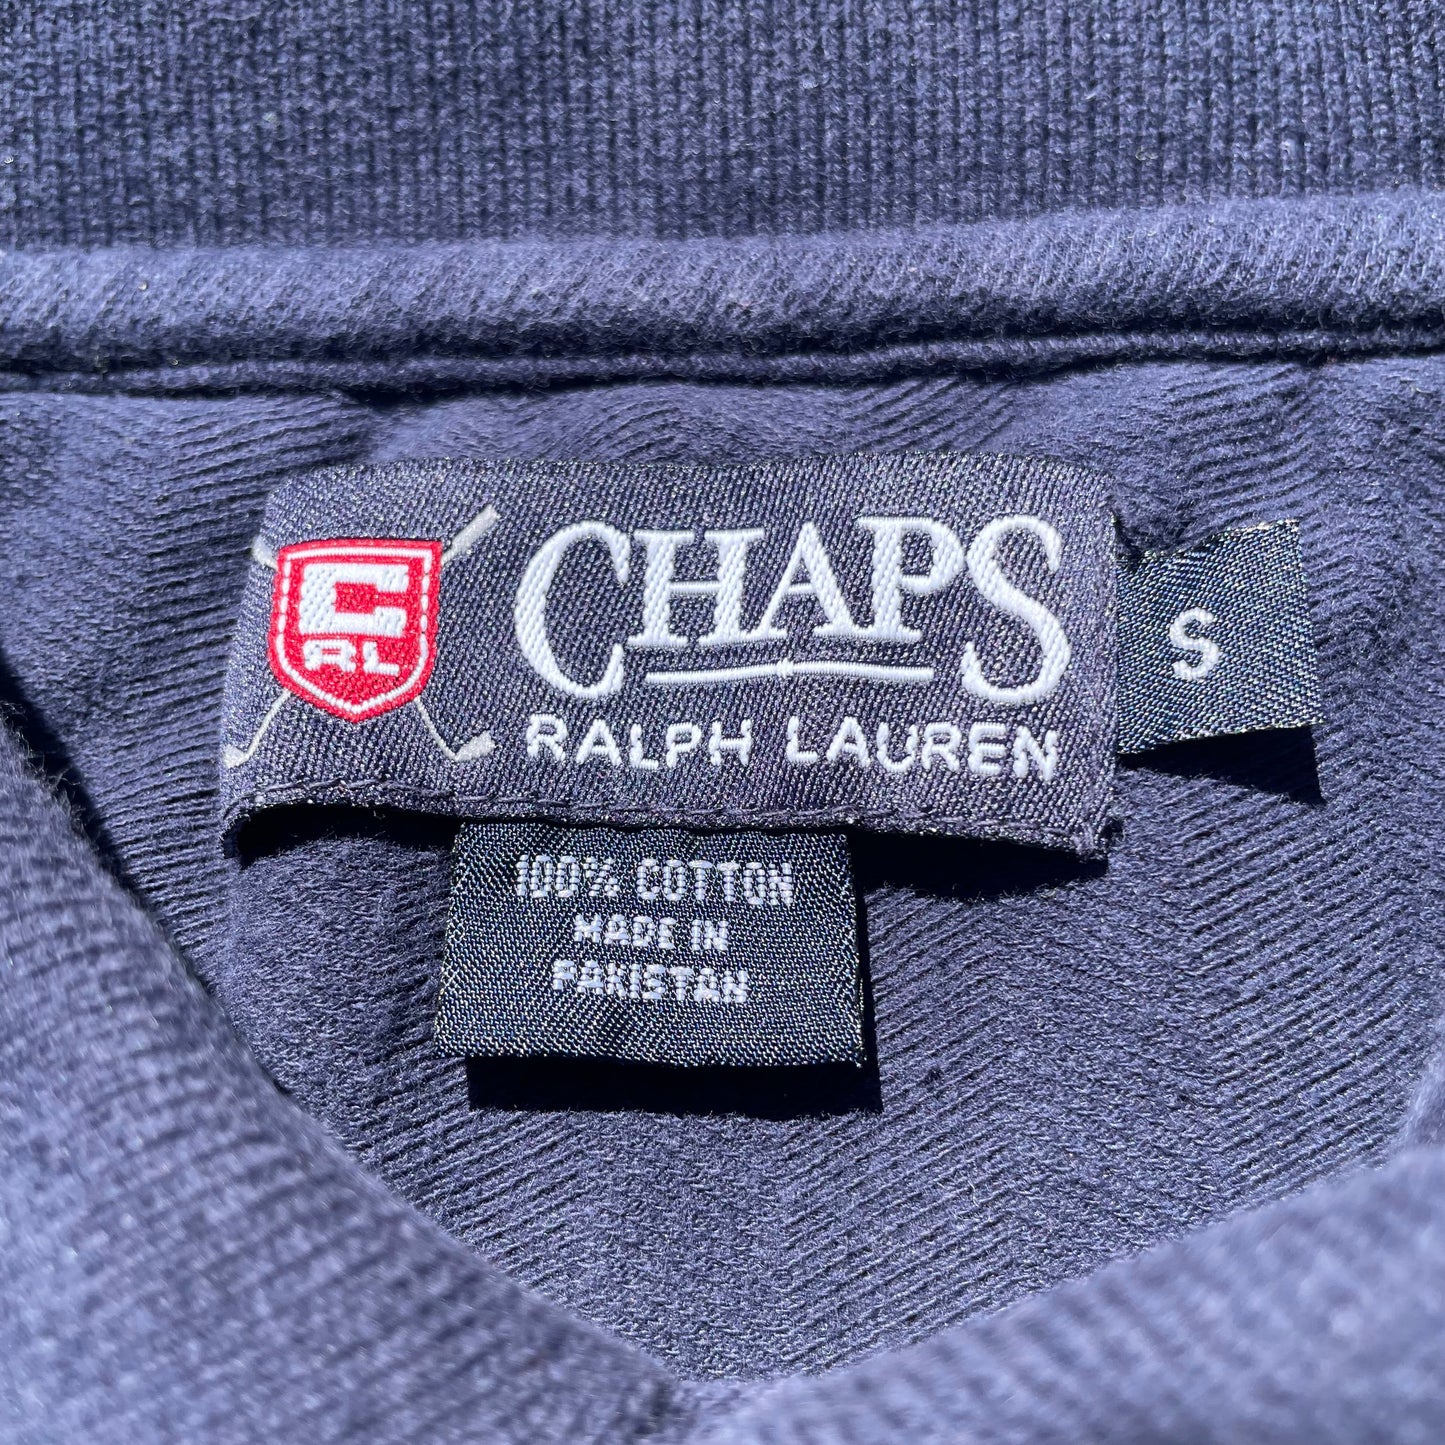 C
RL
CHAPS
RALPH LAUREN
S
100% COTTON
MADE IN
PAKISTAN